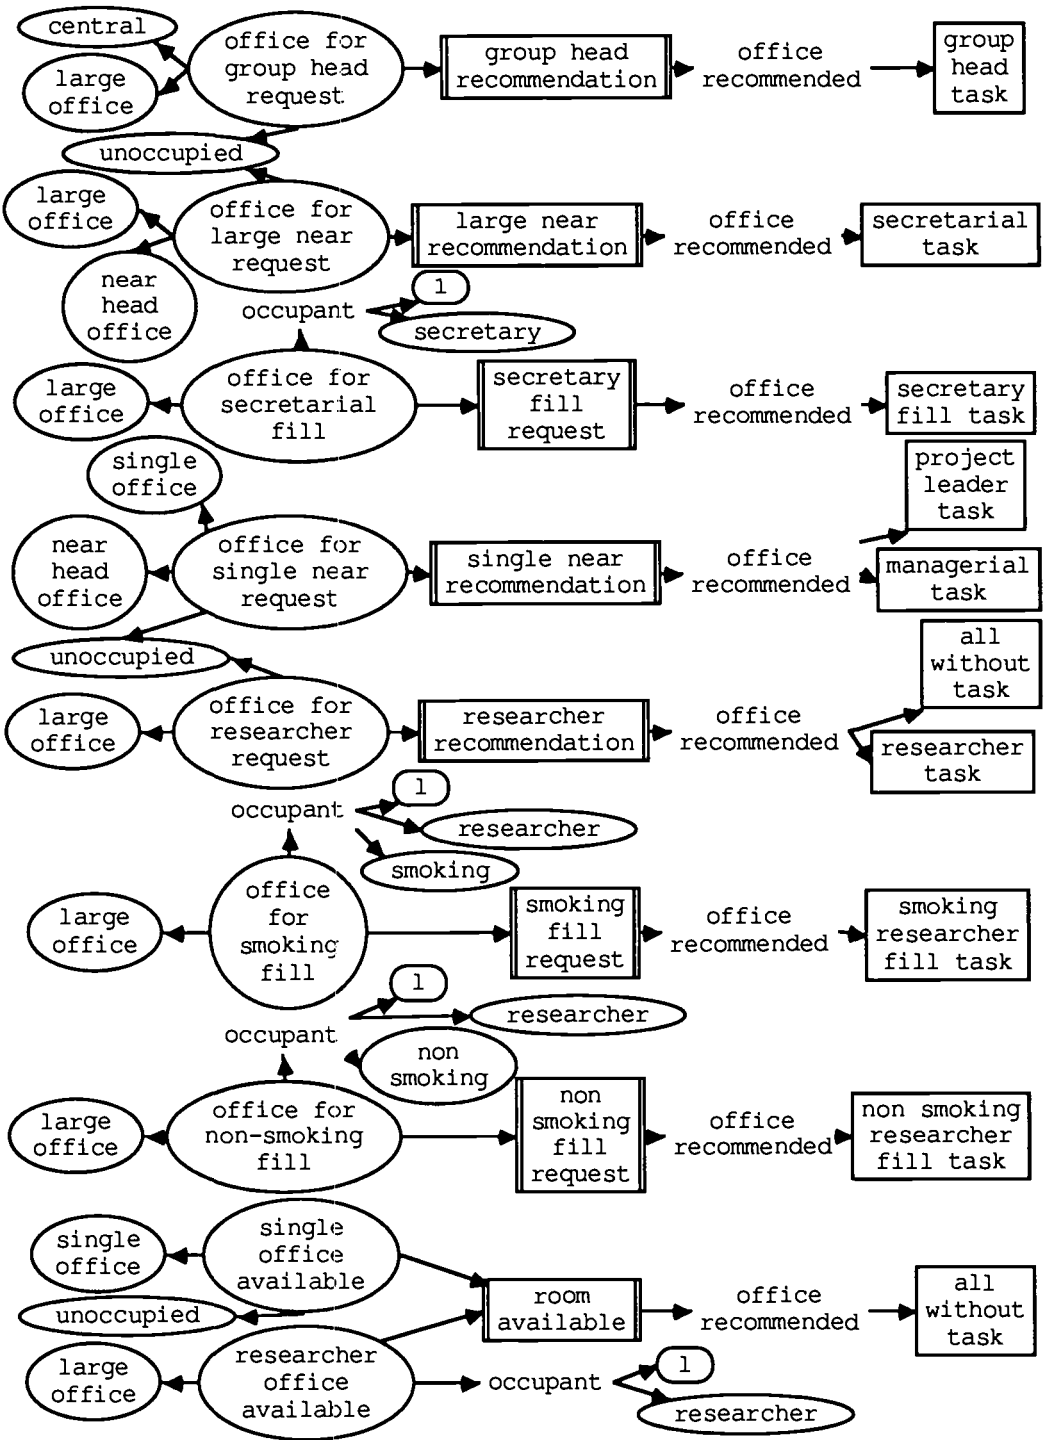 central
large
office
office for
group head
request
group head
recommendation
office
recommended
group
head
task
unoccupied
large
office
office for
large near
request
near
head
office
large near
recommendation
office
recommended
secretarial
task
occupant
1
secretary
large
office
office for
secretarial
fill
secretary
fill
request
office
recommended
secretary
fill task
single
office
near
head
office
office for
single near
request
single near
recommendation
office
recommended
project
leader
task
managerial
task
unoccupied
large
office
office for
researcher
request
researcher
recommendation
office
recommended
all
without
task
researcher
task
occupant
1
researcher
smoking
large
office
office
for
smoking
fill
smoking
fill
request
office
recommended
smoking
researcher
fill task
occupant
1
researcher
non
smoking
large
office
office for
non-smoking
fill
non
smoking
fill
request
office
recommended
non smoking
researcher
fill task
single
office
single
office
available
unoccupied
large
office
researcher
office
available
room
available
office
recommended
all
without
task
occupant
1
researcher